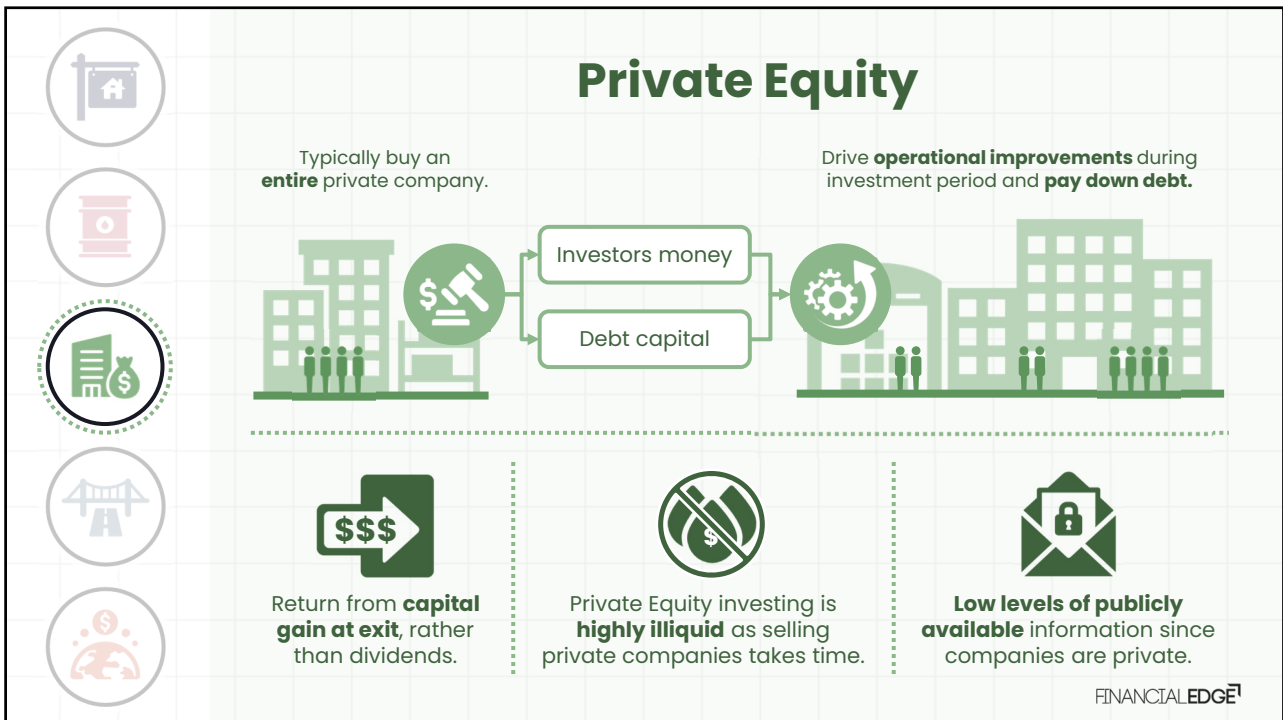 Private Equity
Typically buy an
entire private company.
Drive operational improvements during
investment period and pay down debt.
$
Investors money
Debt capital
$
$$$
$
Return from capital
gain at exit, rather
than dividends.
Private Equity investing is
highly illiquid as selling
private companies takes time.
Low levels of publicly
available information since
companies are private.
$
FINANCIALEDGE